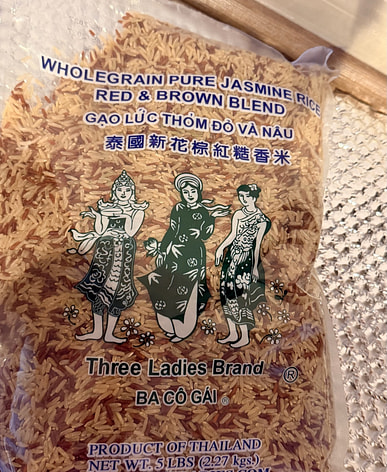 WHOLEGRAIN PURE JASMINE RICE
RED & BROWN BLEND
GẠO LỨC THƠM ĐỎ VÀ NÂU
泰國新花棕紅糙香米
Three Ladies Brand ®
BA CÔ GÁI ®
PRODUCT OF THAILAND
NET WT. 5 LBS (2.27 kgs.)